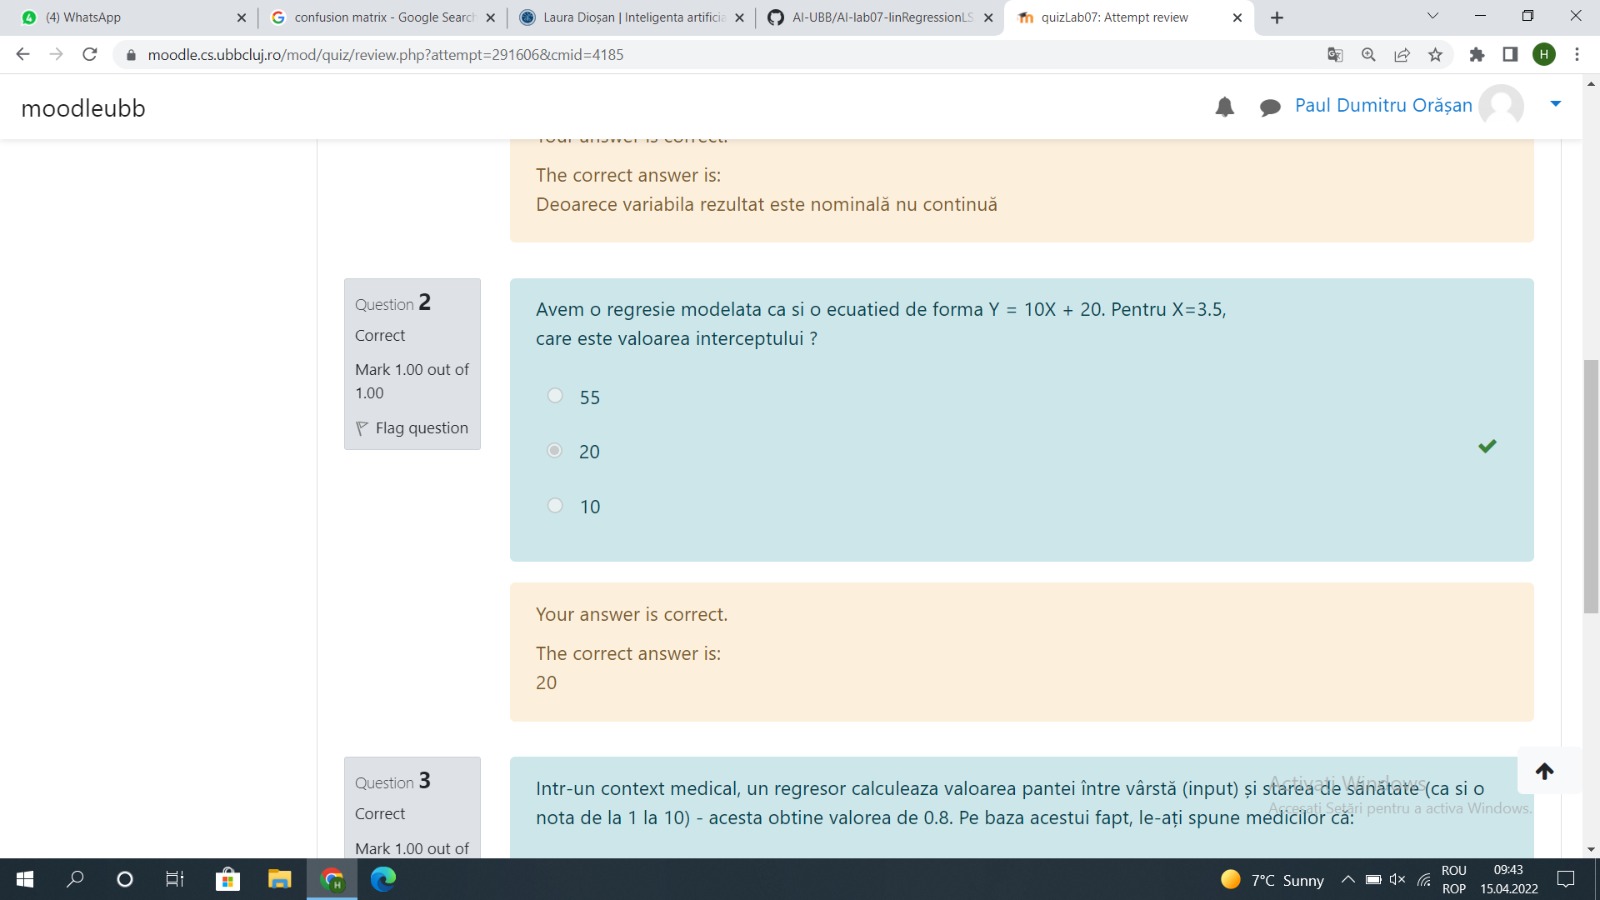 (4) WhatsApp
confusion matrix - Google Search
Laura Dioșan | Inteligenta artificia
AI-UBB/AI-lab07-linRegressionLS
quizLab07: Attempt review
moodle.cs.ubbcluj.ro/mod/quiz/review.php?attempt=291606&cmid=4185
H
moodleubb
Paul Dumitru Orășan
Your answer is correct.
The correct answer is:
Deoarece variabila rezultat este nominală nu continuă
Question 2
Correct
Mark 1.00 out of
1.00
Flag question
Avem o regresie modelata ca si o ecuatied de forma Y = 10X + 20. Pentru X=3.5,
care este valoarea interceptului ?
55
20
10
Your answer is correct.
The correct answer is:
20
Question 3
Correct
Mark 1.00 out of
Intr-un context medical, un regresor calculeaza valoarea pantei între vârstă (input) și starea de sănătate (ca si o
nota de la 1 la 10) - acesta obtine valorea de 0.8. Pe baza acestui fapt, le-ați spune medicilor că:
Activați Windows
Accesați Setări pentru a activa Windows.
7°C Sunny
ROU
ROP
09:43
15.04.2022